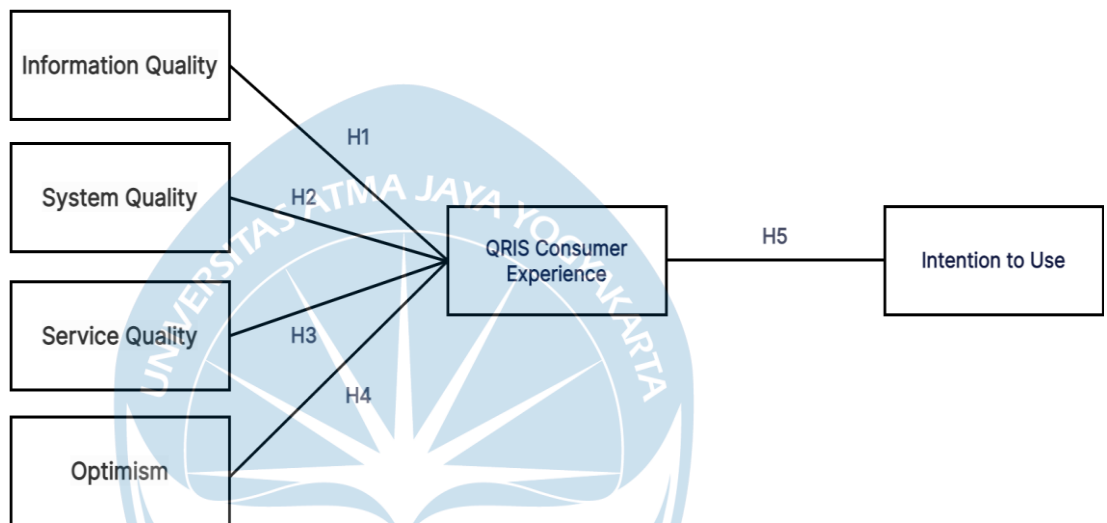 Information Quality
H1
System Quality
H2
UNIVERSITAS ATMA JAYA YOGYAKARTA
QRIS Consumer
Experience
H5
Intention to Use
Service Quality
H3
H4
Optimism